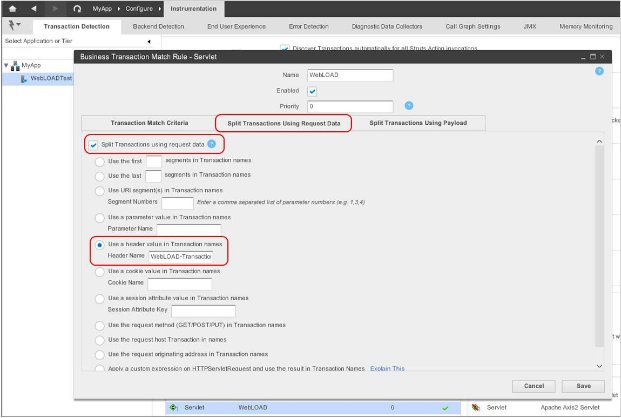 MyApp ▸ Configure ▸ Instrumentation
Transaction Detection Backend Detection End User Experience Error Detection Diagnostic Data Collectors Call Graph Settings JMX Memory Monitoring
Select Application or Tier
Discover Transactions automatically for all Struts Action invocations
MyApp
WebLOADTest
Business Transaction Match Rule - Servlet
Name WebLOAD
Enabled
Priority 0
Transaction Match Criteria Split Transactions Using Request Data Split Transactions Using Payload
Split Transactions using request data
Use the first segments in Transaction names
Use the last segments in Transaction names
Use URI segment(s) in Transaction names
Segment Numbers Enter a comma separated list of parameter numbers (e.g. 1,3,4)
Use a parameter value in Transaction names
Parameter Name
Use a header value in Transaction names
Header Name WebLOAD-Transactio
Use a cookie value in Transaction names
Cookie Name
Use a session attribute value in Transaction names
Session Attribute Key
Use the request method (GET/POST/PUT) in Transaction names
Use the request host Transaction in names
Use the request originating address in Transaction names
Apply a custom expression on HTTPServletRequest and use the result in Transaction Names Explain This
Cancel Save
Servlet WebLOAD 0 Servlet Apache Axis2 Servlet